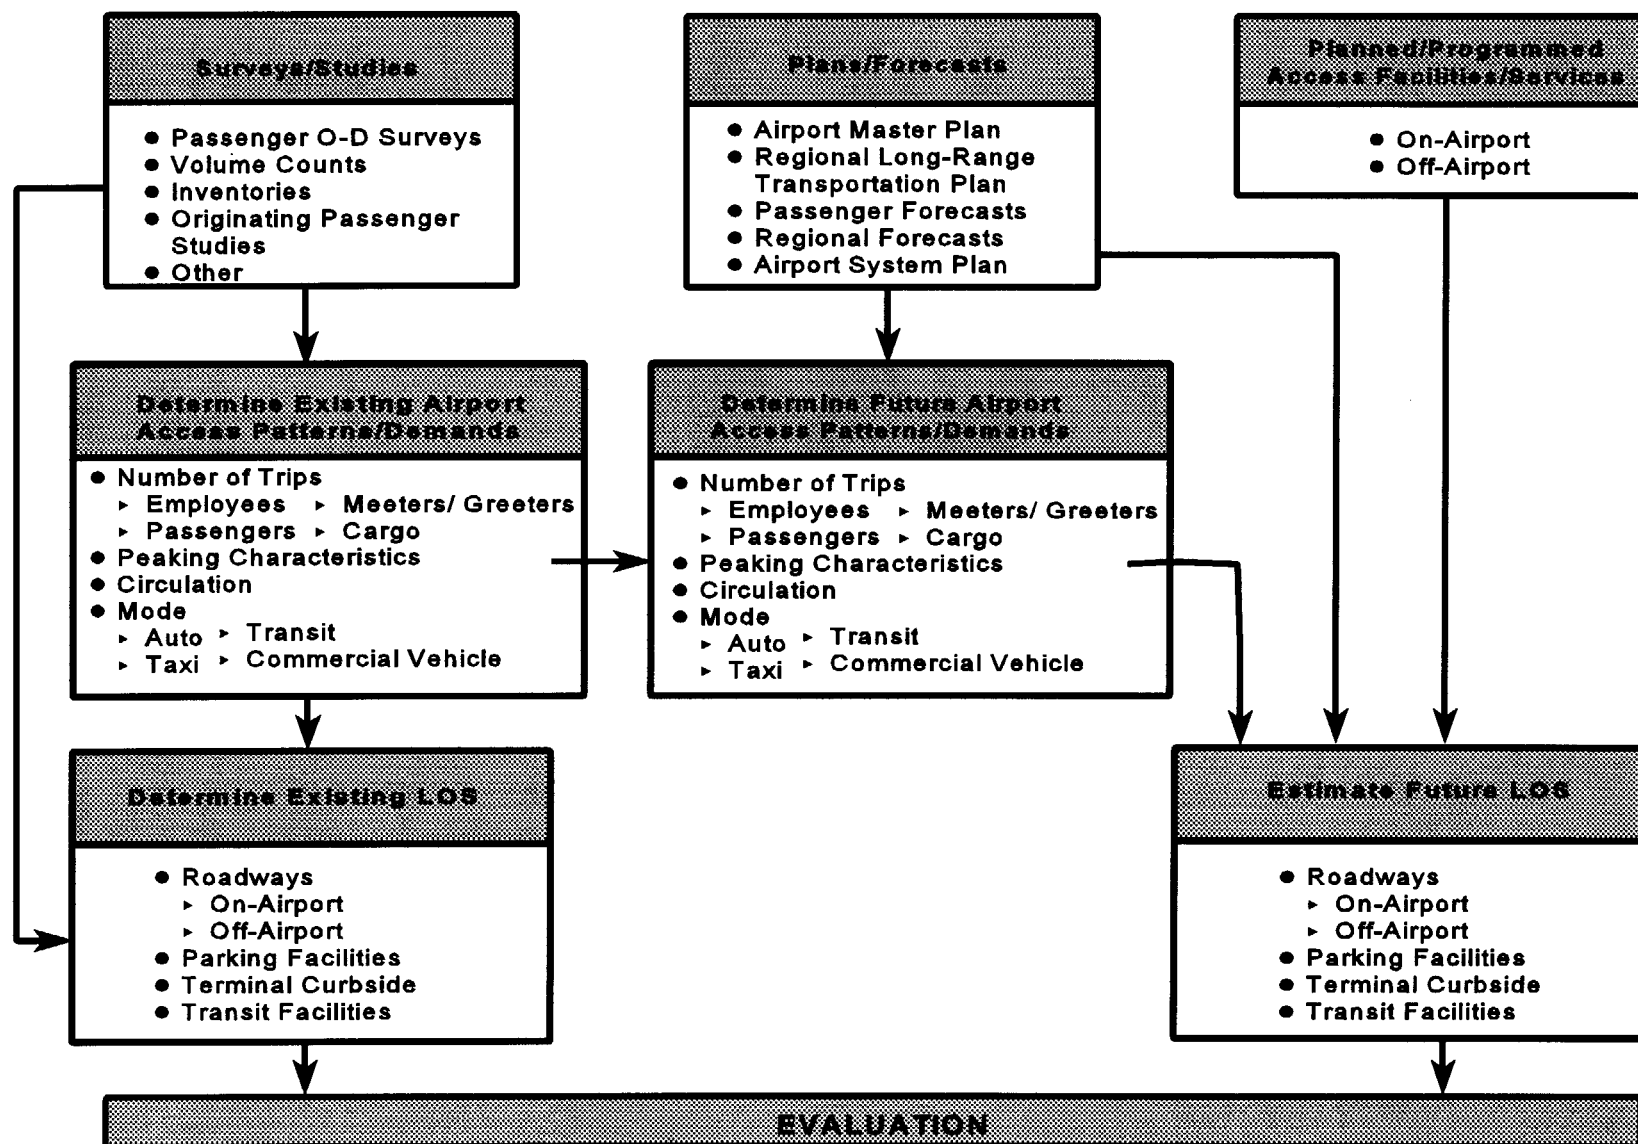 Surveys/Studies
● Passenger O-D Surveys
● Volume Counts
● Inventories
● Originating Passenger
Studies
● Other
Plans/Forecasts
● Airport Master Plan
● Regional Long-Range
Transportation Plan
● Passenger Forecasts
● Regional Forecasts
● Airport System Plan
Planned/Programmed
Access Facilities/Services
● On-Airport
● Off-Airport
Determine Existing Airport
Access Patterns/Demands
● Number of Trips
▸ Employees ▸ Meeters/ Greeters
▸ Passengers ▸ Cargo
● Peaking Characteristics
● Circulation
● Mode
▸ Auto ▸ Transit
▸ Taxi ▸ Commercial Vehicle
Determine Future Airport
Access Patterns/Demands
● Number of Trips
▸ Employees ▸ Meeters/ Greeters
▸ Passengers ▸ Cargo
● Peaking Characteristics
● Circulation
● Mode
▸ Auto ▸ Transit
▸ Taxi ▸ Commercial Vehicle
Determine Existing LOS
● Roadways
▸ On-Airport
▸ Off-Airport
● Parking Facilities
● Terminal Curbside
● Transit Facilities
Estimate Future LOS
● Roadways
▸ On-Airport
▸ Off-Airport
● Parking Facilities
● Terminal Curbside
● Transit Facilities
EVALUATION